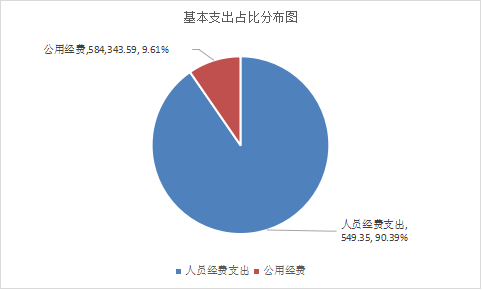 基本支出占比分布图
公用经费,584,343.59, 9.61%
人员经费支出,
549.35, 90.39%
人员经费支出 公用经费